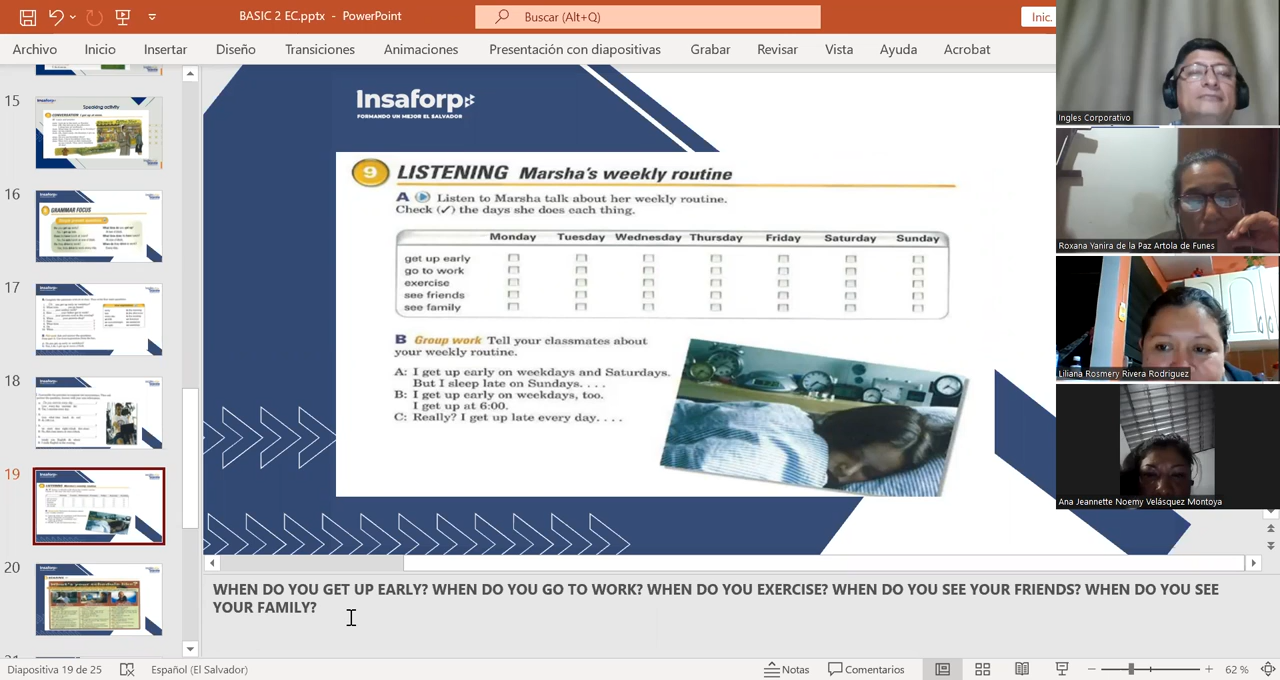 BASIC 2 EC.pptx - PowerPoint
Buscar (Alt+Q)
Inic.
Archivo Inicio Insertar Diseño Transiciones Animaciones Presentación con diapositivas Grabar Revisar Vista Ayuda Acrobat
15
Speaking activity
16
GRAMMAR FOCUS
17
18
19
20
Insaforp
FORMANDO UN MEJOR EL SALVADOR
9 LISTENING Marsha's weekly routine
A Listen to Marsha talk about her weekly routine.
Check (✓) the days she does each thing.
Monday Tuesday Wednesday Thursday Friday Saturday Sunday
get up early
go to work
exercise
see friends
see family
B Group work Tell your classmates about
your weekly routine.
A: I get up early on weekdays and Saturdays.
But I sleep late on Sundays. . . .
B: I get up early on weekdays, too.
I get up at 6:00.
C: Really? I get up late every day. . . .
Ingles Corporativo
Roxana Yanira de la Paz Artola de Funes
Liliana Rosmery Rivera Rodriguez
Ana Jeannette Noemy Velásquez Montoya
WHEN DO YOU GET UP EARLY? WHEN DO YOU GO TO WORK? WHEN DO YOU EXERCISE? WHEN DO YOU SEE YOUR FRIENDS? WHEN DO YOU SEE
YOUR FAMILY?
Diapositiva 19 de 25 Español (El Salvador) Notas Comentarios 62 %